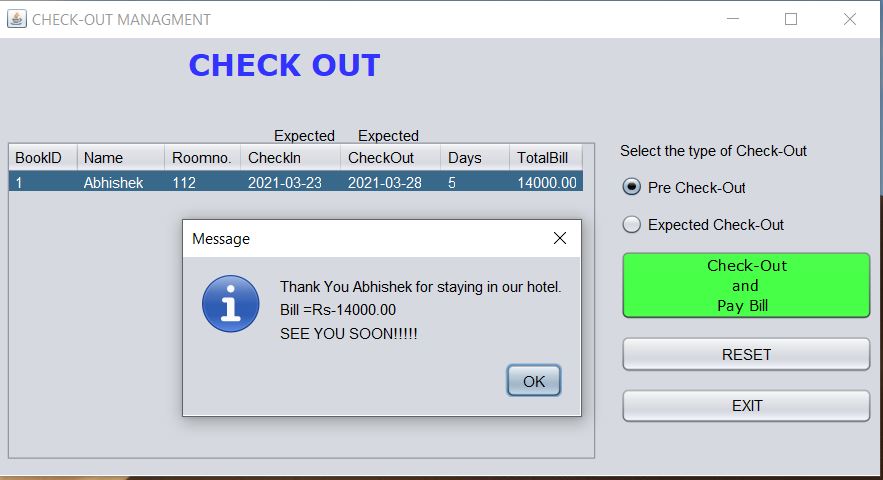 CHECK-OUT MANAGMENT
CHECK OUT
Expected Expected
BookID Name Roomno. CheckIn CheckOut Days TotalBill
1 Abhishek 112 2021-03-23 2021-03-28 5 14000.00
Select the type of Check-Out
Pre Check-Out
Expected Check-Out
Check-Out
and
Pay Bill
RESET
EXIT
Message
Thank You Abhishek for staying in our hotel.
Bill =Rs-14000.00
SEE YOU SOON!!!!!
OK